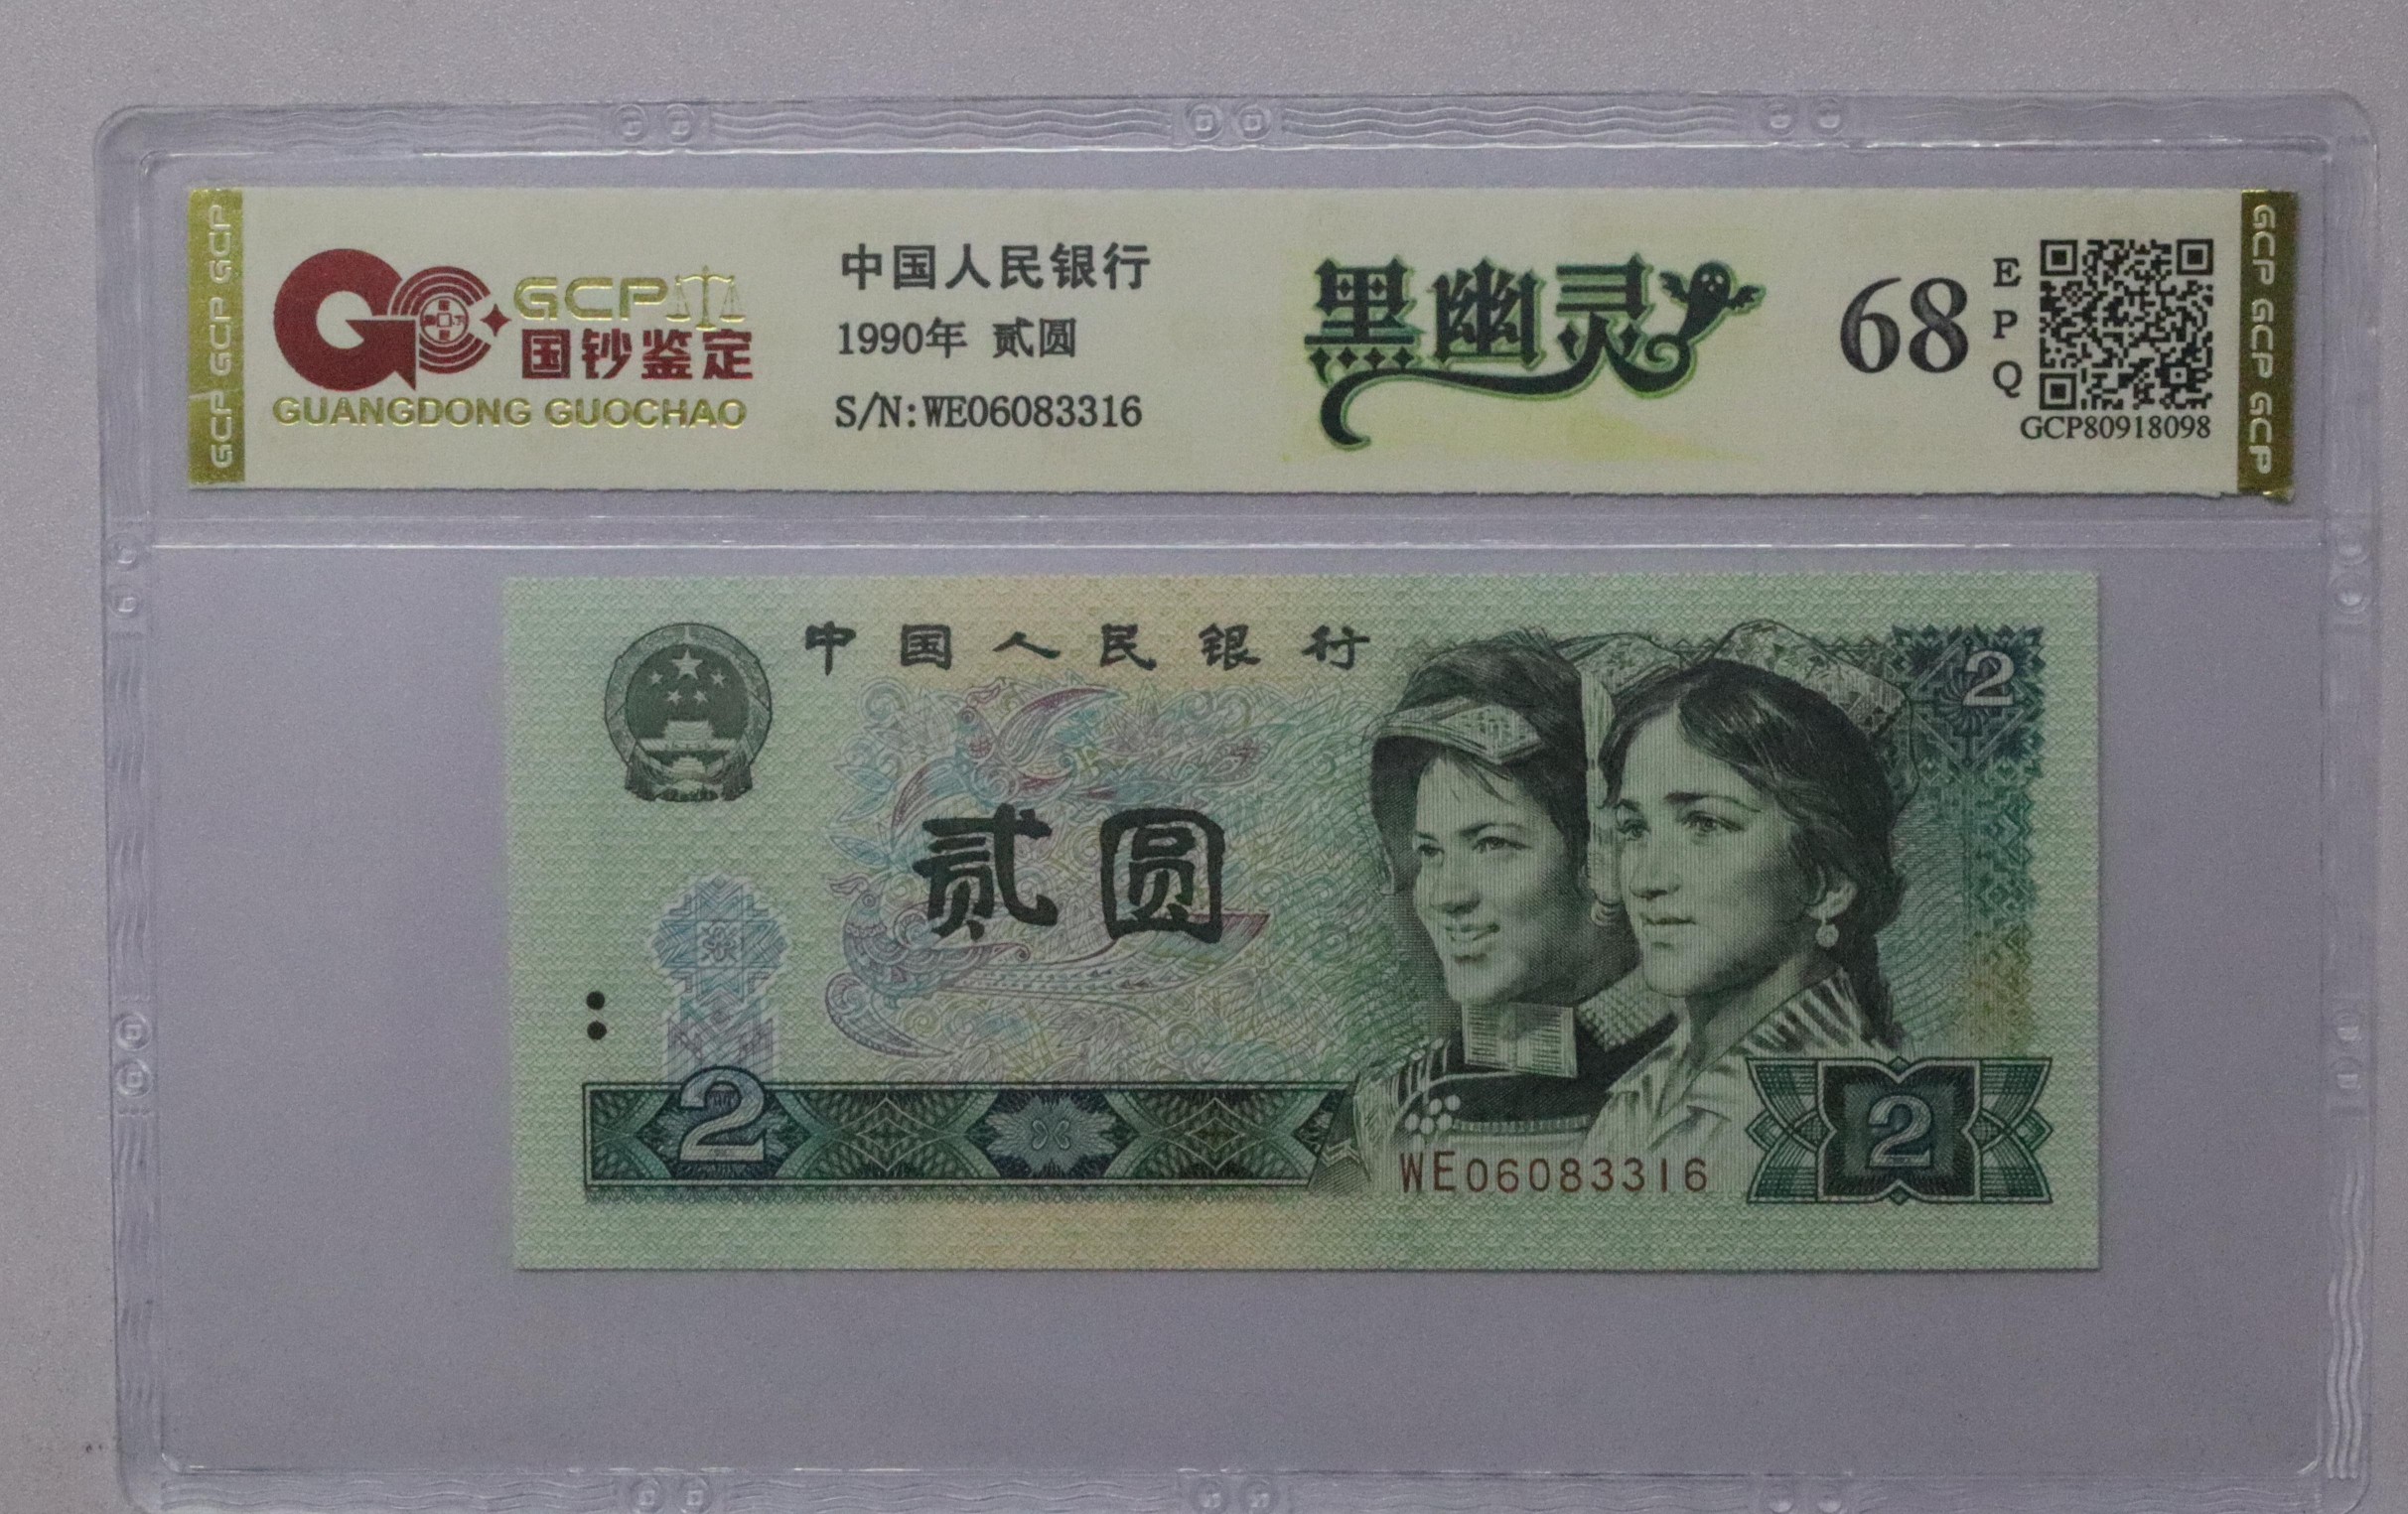 GCP GCP GCP
GCP
国钞鉴定
GUANGDONG GUOCHAO
中国人民银行
1990年 贰圆
S/N:WE06083316
黑幽灵
68
E
P
Q
GCP80918098
GCP GCP GCP
中国人民银行
2
贰圆
2
WE06083316
2